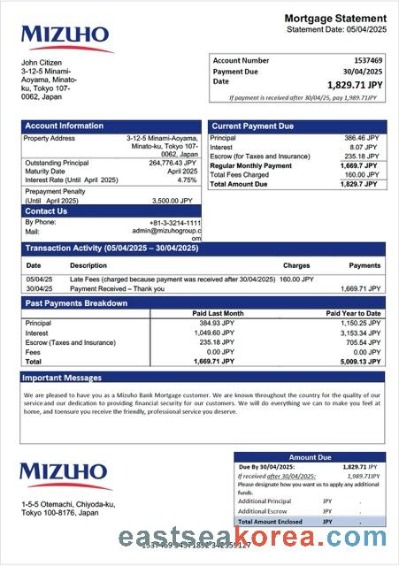 MIZUHO
Mortgage Statement
Statement Date: 05/04/2025
John Citizen
3-12-5 Minami-
Aoyama, Minato-
ku, Tokyo 107-
0062, Japan
Account Number 1537469
Payment Due 30/04/2025
Date 1,829.71 JPY
If payment is received after 30/04/25, pay 1,989.71JPY
Account Information
Property Address 3-12-5 Minami-Aoyama,
Minato-ku, Tokyo 107-
0062, Japan
Outstanding Principal 264,776.43 JPY
Maturity Date April 2025
Interest Rate (Until April 2025) 4.75%
Prepayment Penalty
(Until April 2025) 3,500.00 JPY
Contact Us
By Phone: +81-3-3214-1111
Mail: admin@mizuhogroup.c
om
Current Payment Due
Principal 386.46 JPY
Interest 8.07 JPY
Escrow (for Taxes and Insurance) 235.18 JPY
Regular Monthly Payment 1,669.7 JPY
Total Fees Charged 160.00 JPY
Total Amount Due 1,829.7 JPY
Transaction Activity (05/04/2025 – 30/04/2025)
Date Description Charges Payments
05/04/25 Late Fees (charged because payment was received after 30/04/2025) 160.00 JPY
30/04/25 Payment Received – Thank you 1,669.71 JPY
Past Payments Breakdown
Paid Last Month Paid Year to Date
Principal 384.93 JPY 1,150.25 JPY
Interest 1,049.60 JPY 3,153.34 JPY
Escrow (Taxes and Insurance) 235.18 JPY 705.54 JPY
Fees 0.00 JPY 0.00 JPY
Total 1,669.71 JPY 5,009.13 JPY
Important Messages
We are pleased to have you as a Mizuho Bank Mortgage customer. We are known throughout the country for the quality of our
service and our dedication to providing financial security for our customers. We will do everything we can to make you feel at
home, and toensure you receive the friendly, professional service you deserve.
MIZUHO
1-5-5 Otemachi, Chiyoda-ku,
Tokyo 100-8176, Japan
Amount Due
Due By 30/04/2025: 1,829.71 JPY
If received after 30/04/2025: 1,989.71JPY
Please designate how you want us to apply any additional
funds.
Additional Principal JPY .
Additional Escrow JPY .
Total Amount Enclosed JPY .
eastseakorea.com